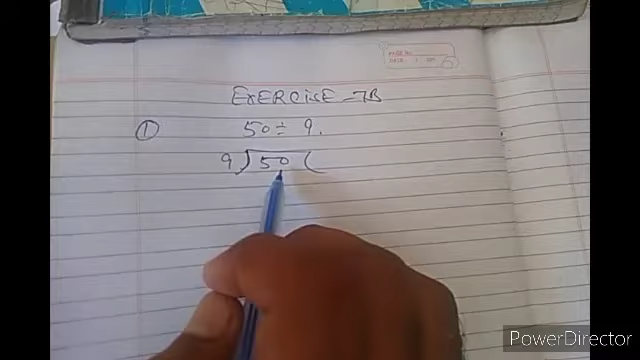 EXERCISE - 7B
① 50 ÷ 9.
9) 50 (
PowerDirector